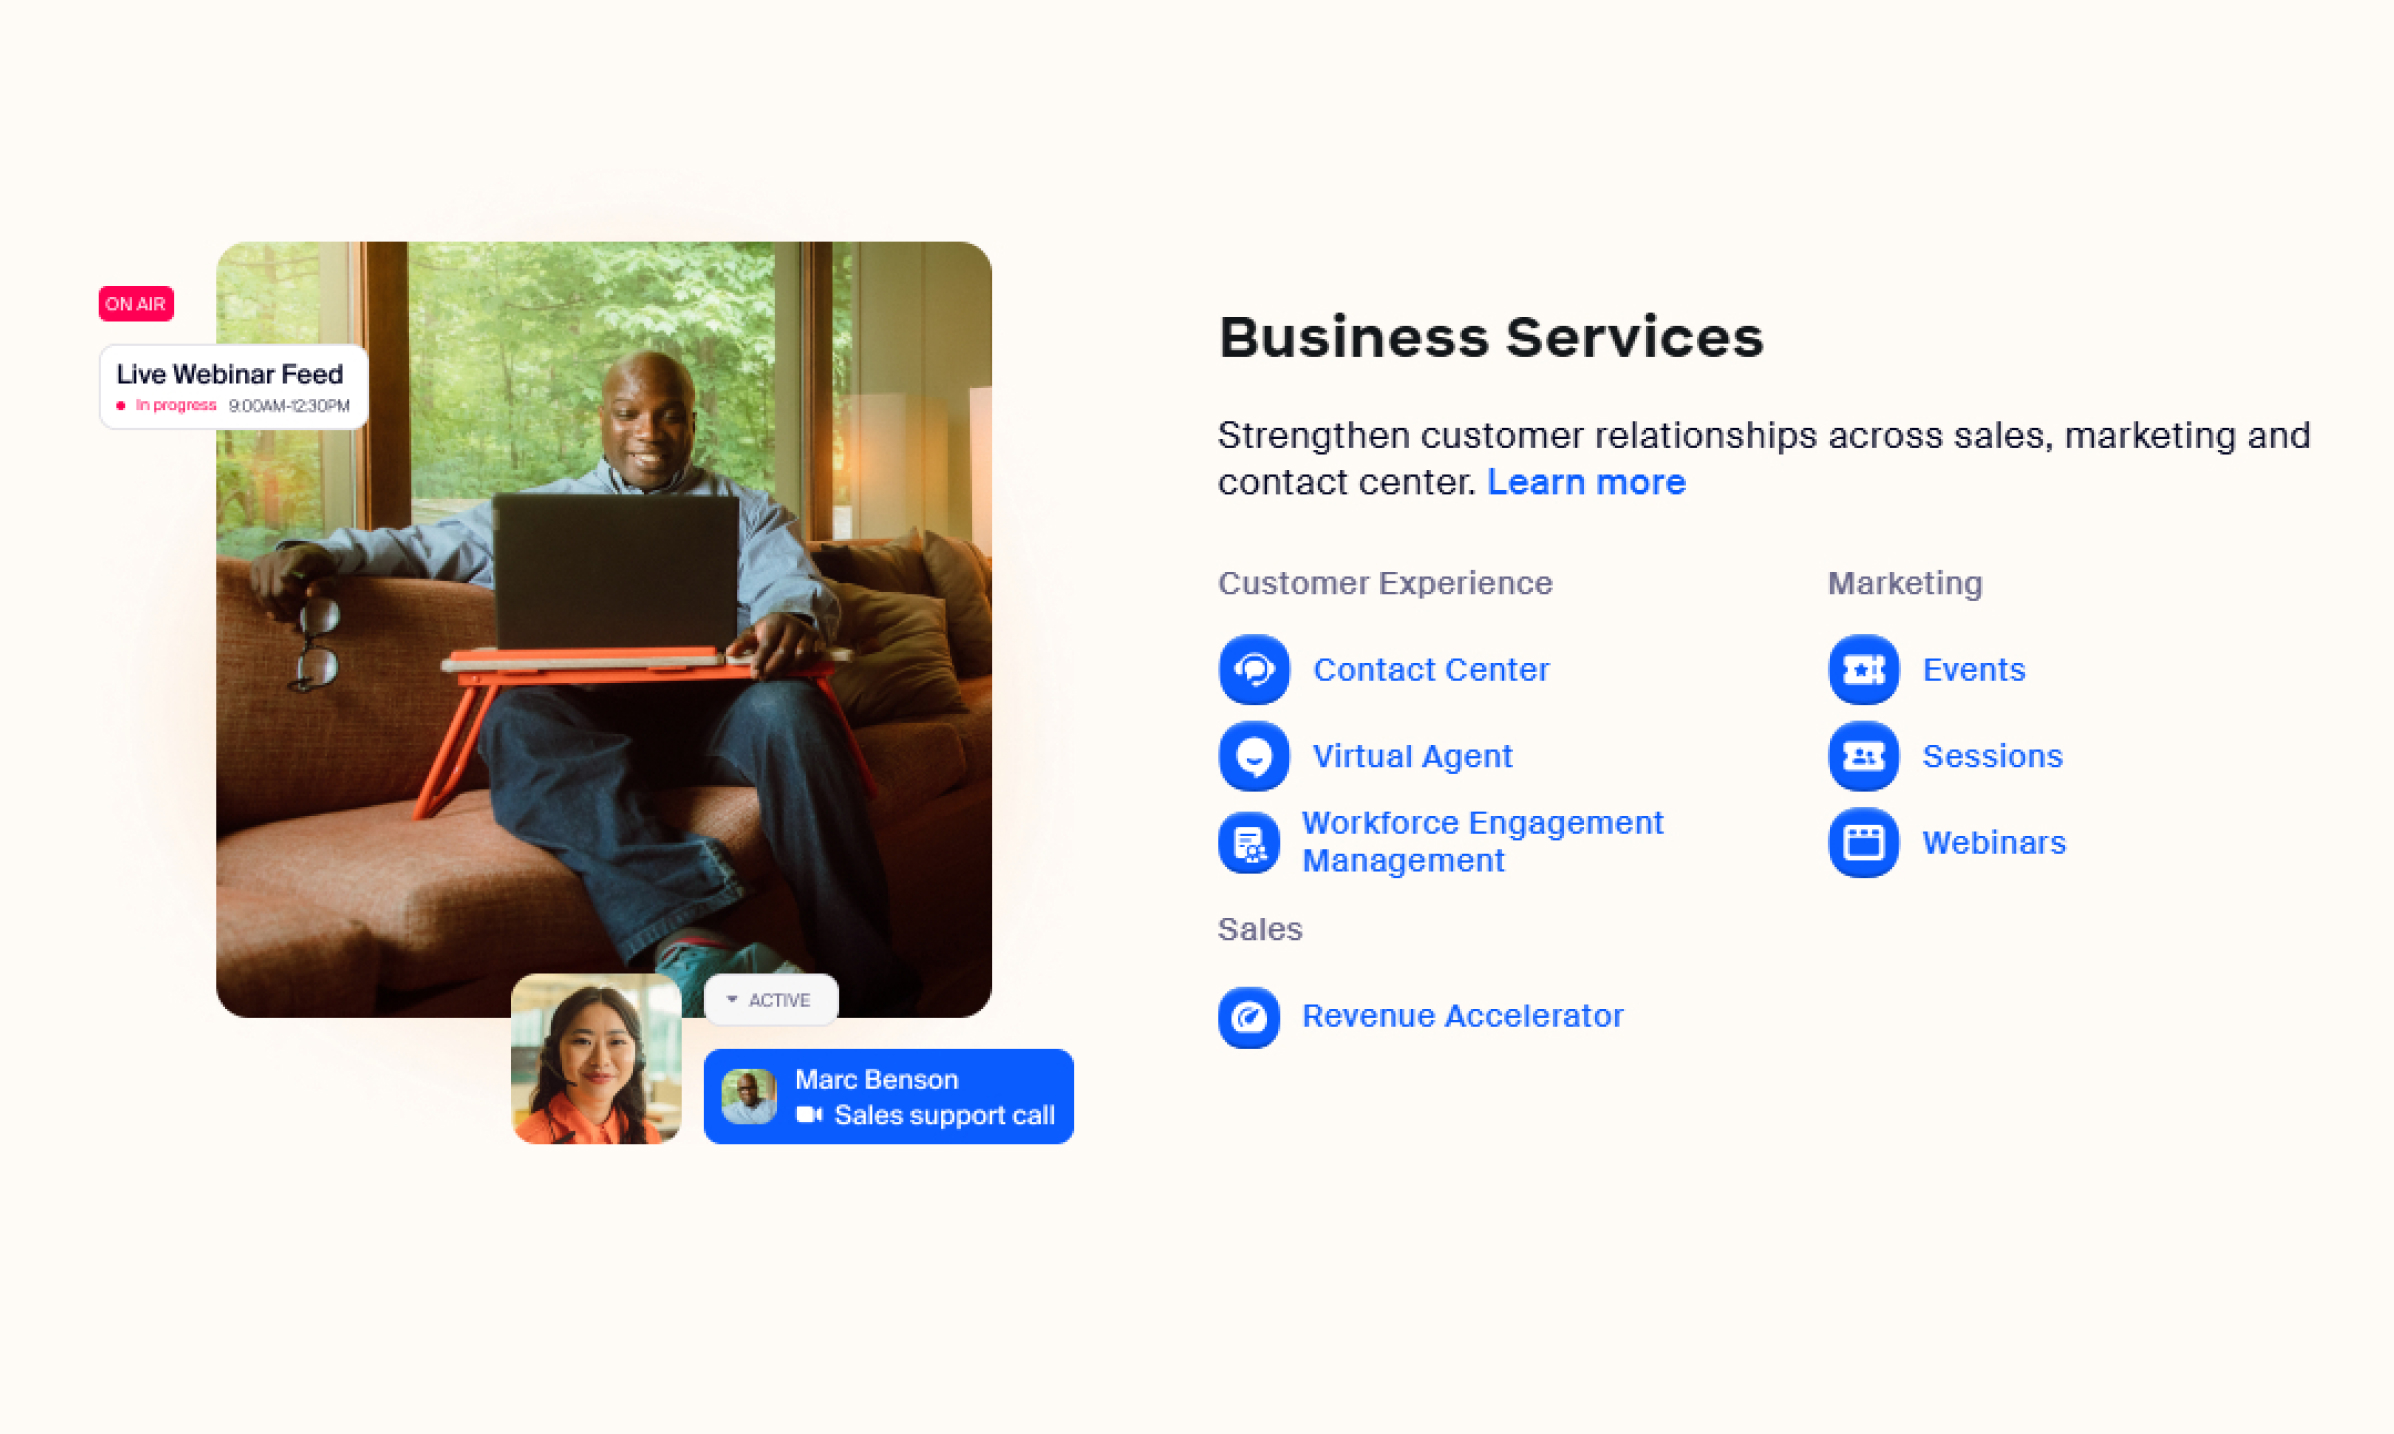 ON AIR
Live Webinar Feed
In progress 9:00AM-12:30PM
ACTIVE
Marc Benson
Sales support call
Business Services
Strengthen customer relationships across sales, marketing and
contact center. Learn more
Customer Experience
Contact Center
Virtual Agent
Workforce Engagement
Management
Marketing
Events
Sessions
Webinars
Sales
Revenue Accelerator